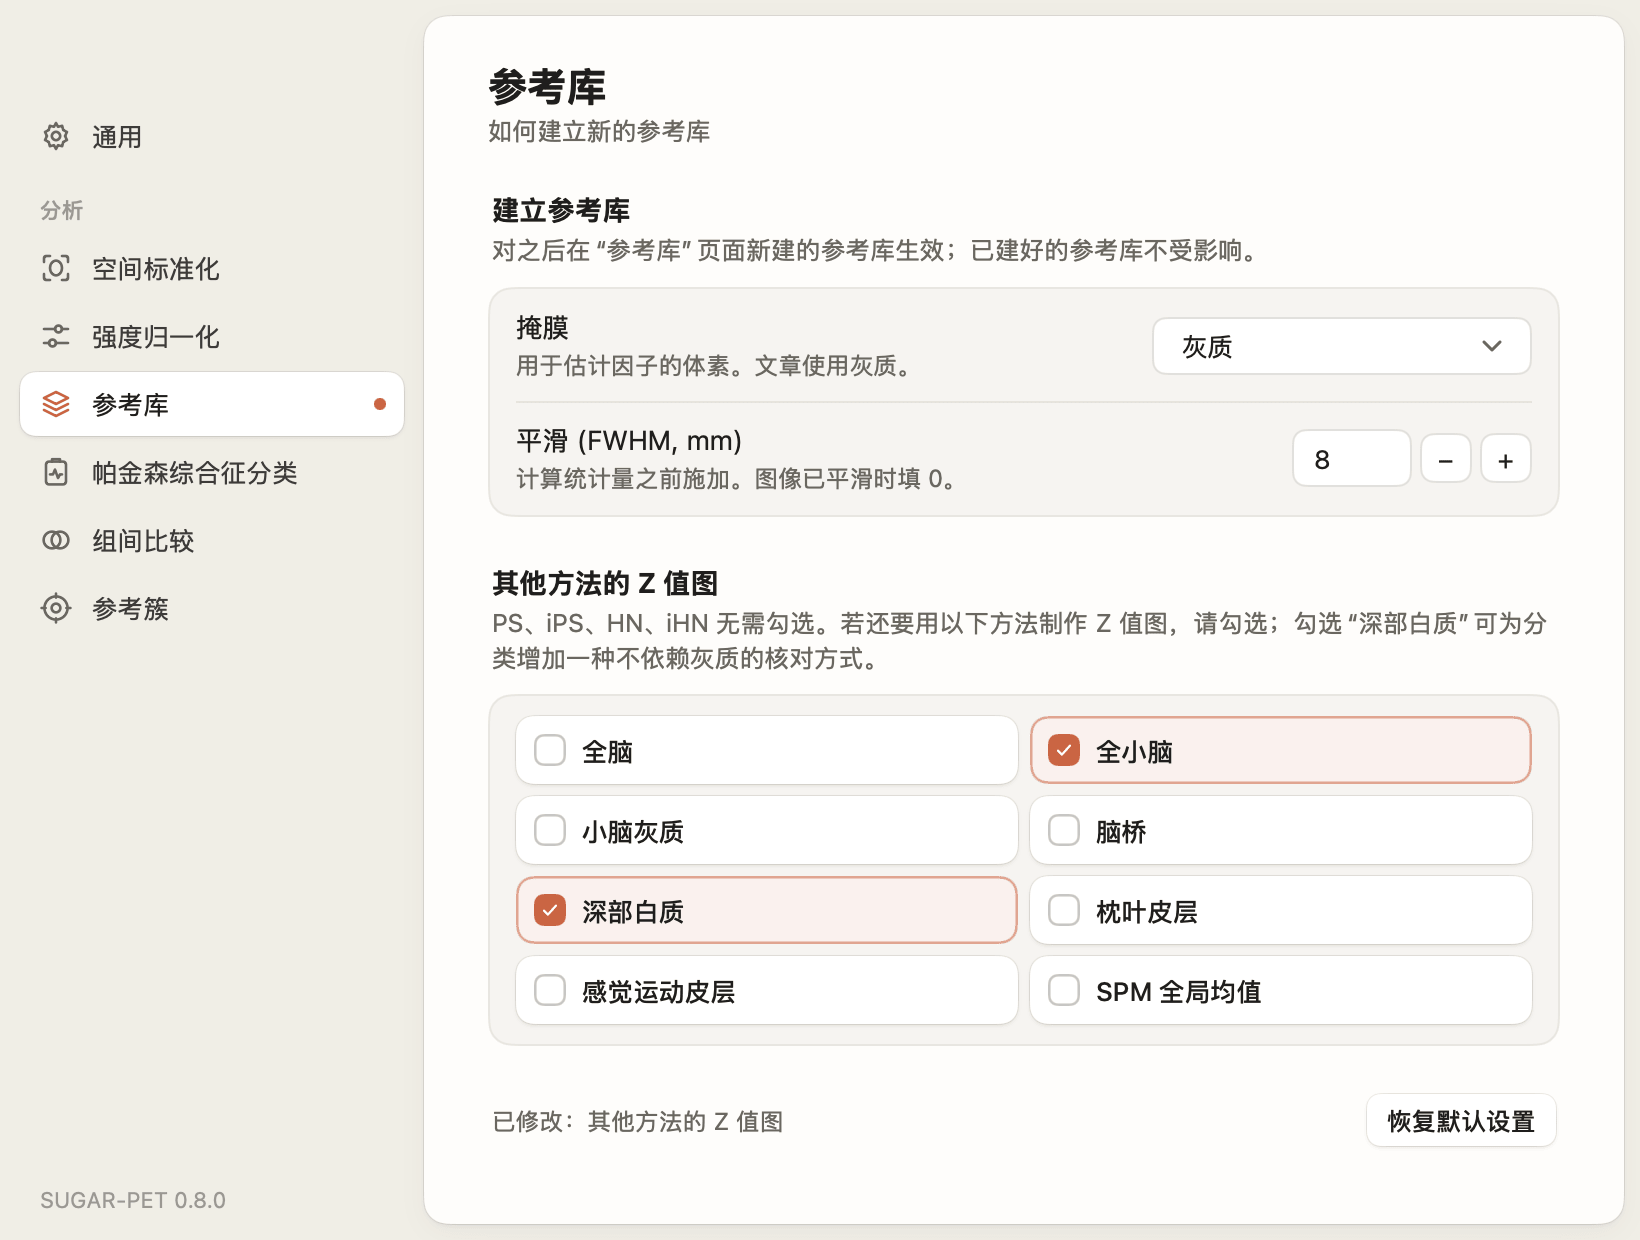 通用
分析
空间标准化
强度归一化
参考库
帕金森综合征分类
组间比较
参考簇
SUGAR-PET 0.8.0
参考库
如何建立新的参考库
建立参考库
对之后在“参考库”页面新建的参考库生效；已建好的参考库不受影响。
掩膜
用于估计因子的体素。文章使用灰质。
灰质
平滑 (FWHM, mm)
计算统计量之前施加。图像已平滑时填 0。
8
−
+
其他方法的 Z 值图
PS、iPS、HN、iHN 无需勾选。若还要用以下方法制作 Z 值图，请勾选；勾选“深部白质”可为分
类增加一种不依赖灰质的核对方式。
全脑
全小脑
小脑灰质
脑桥
深部白质
枕叶皮层
感觉运动皮层
SPM 全局均值
已修改：其他方法的 Z 值图
恢复默认设置